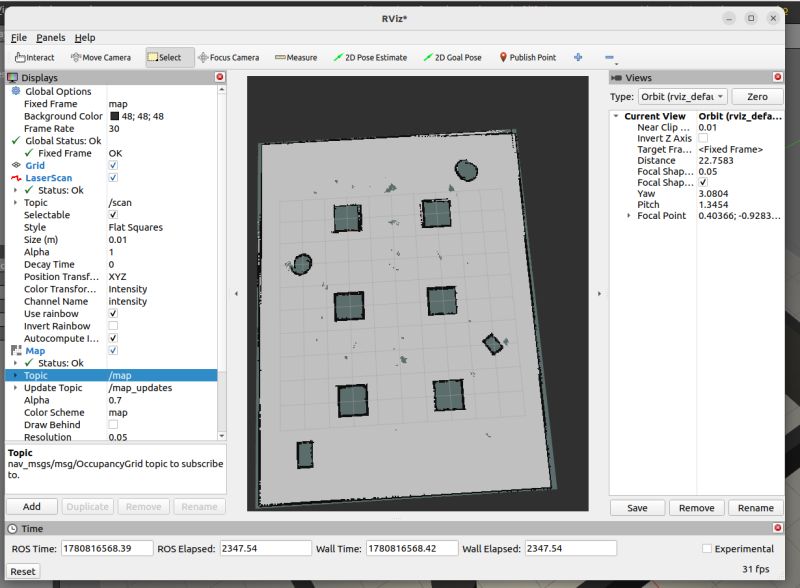 RViz*
File Panels Help
Interact Move Camera Select Focus Camera Measure 2D Pose Estimate 2D Goal Pose Publish Point
Displays
Global Options
Fixed Frame map
Background Color 48; 48; 48
Frame Rate 30
Global Status: Ok
Fixed Frame OK
Grid
LaserScan
Status: Ok
Topic /scan
Selectable
Style Flat Squares
Size (m) 0.01
Alpha 1
Decay Time 0
Position Transf... XYZ
Color Transfor... Intensity
Channel Name intensity
Use rainbow
Invert Rainbow
Autocompute I...
Map
Status: Ok
Topic /map
Update Topic /map_updates
Alpha 0.7
Color Scheme map
Draw Behind
Resolution 0.05
Topic
nav_msgs/msg/OccupancyGrid topic to subscribe
to.
Add Duplicate Remove Rename
Views
Type: Orbit (rviz_defau Zero
Current View Orbit (rviz_defa...
Near Clip ... 0.01
Invert Z Axis
Target Fra... <Fixed Frame>
Distance 22.7583
Focal Shap... 0.05
Focal Shap...
Yaw 3.0804
Pitch 1.3454
Focal Point 0.40366; -0.9283...
Save Remove Rename
Time
ROS Time: 1780816568.39 ROS Elapsed: 2347.54 Wall Time: 1780816568.42 Wall Elapsed: 2347.54 Experimental
Reset 31 fps